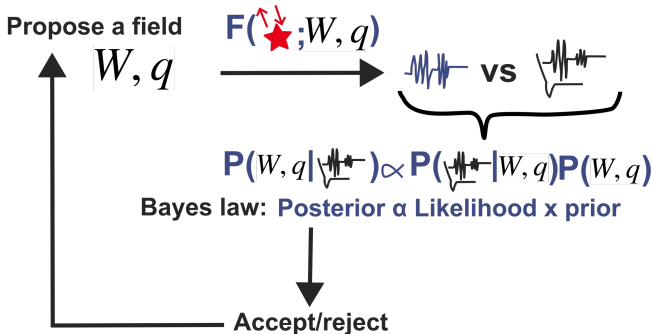 Propose a field
W, q
F( ;W, q)
vs
P(W, q| )∝P( |W, q)P(W, q)
Bayes law: Posterior α Likelihood x prior
Accept/reject